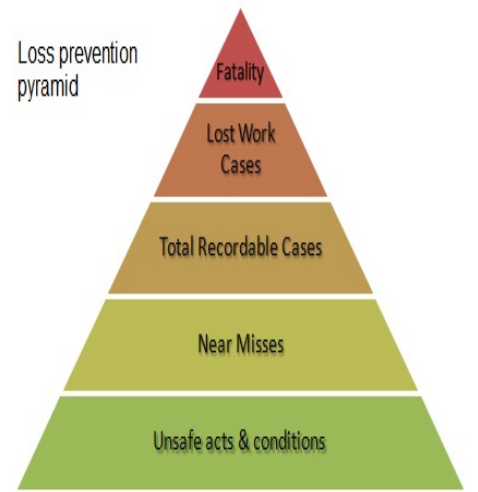 Loss prevention
pyramid
Fatality
Lost Work
Cases
Total Recordable Cases
Near Misses
Unsafe acts & conditions